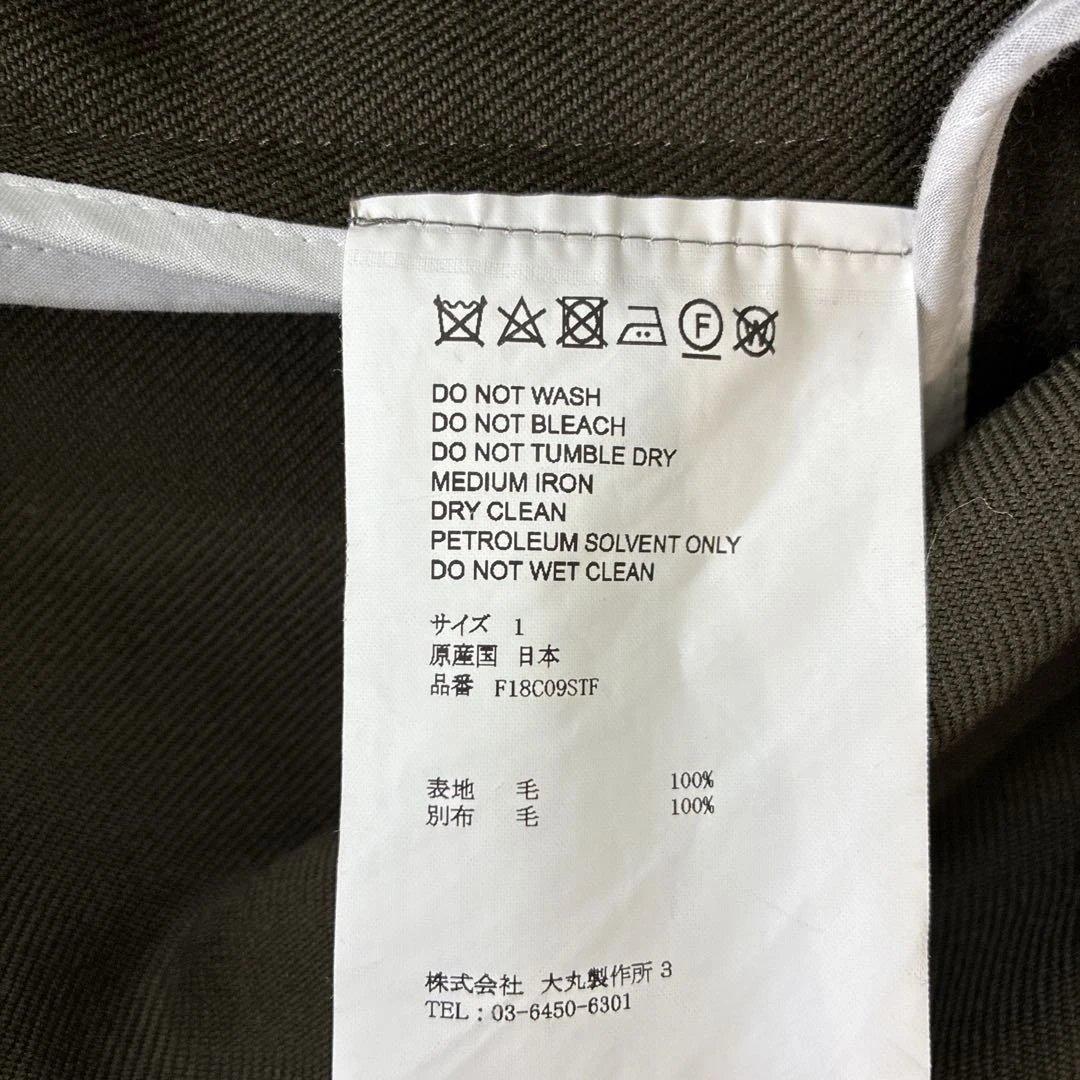 F W
DO NOT WASH
DO NOT BLEACH
DO NOT TUMBLE DRY
MEDIUM IRON
DRY CLEAN
PETROLEUM SOLVENT ONLY
DO NOT WET CLEAN
サイズ 1
原産国 日本
品番 F18C09STF
表地 毛 100%
別布 毛 100%
株式会社 大丸製作所 3
TEL : 03-6450-6301